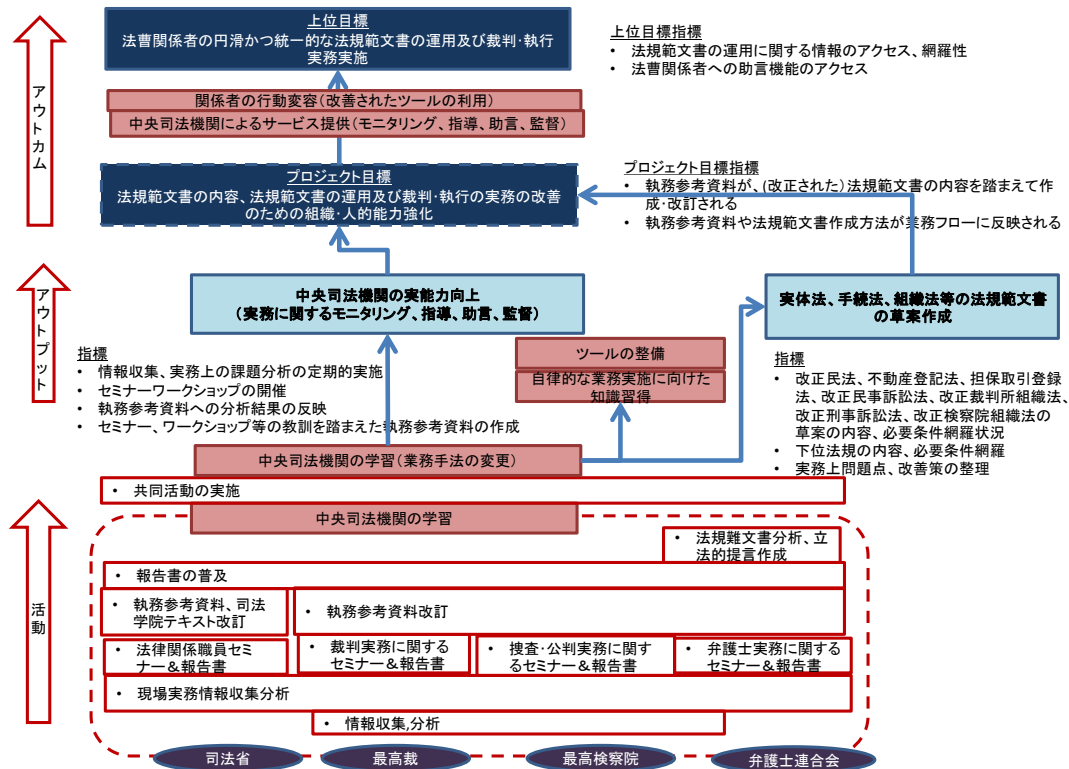 上位目標
法曹関係者の円滑かつ統一的な法規範文書の運用及び裁判・執行
実務実施
上位目標指標
• 法規範文書の運用に関する情報のアクセス、網羅性
• 法曹関係者への助言機能のアクセス
アウトカム
関係者の行動変容(改善されたツールの利用)
中央司法機関によるサービス提供(モニタリング、指導、助言、監督)
プロジェクト目標
法規範文書の内容、法規範文書の運用及び裁判・執行の実務の改善
のための組織・人的能力強化
プロジェクト目標指標
• 執務参考資料が、(改正された)法規範文書の内容を踏まえて作
成・改訂される
• 執務参考資料や法規範文書作成方法が業務フローに反映される
アウトプット
中央司法機関の実能力向上
(実務に関するモニタリング、指導、助言、監督)
実体法、手続法、組織法等の法規範文書
の草案作成
指標
• 情報収集、実務上の課題分析の定期的実施
• セミナーワークショップの開催
• 執務参考資料への分析結果の反映
• セミナー、ワークショップ等の教訓を踏まえた執務参考資料の作成
ツールの整備
自律的な業務実施に向けた
知識習得
指標
• 改正民法、不動産登記法、担保取引登録
法、改正民事訴訟法、改正裁判所組織法、
改正刑事訴訟法、改正検察院組織法の
草案の内容、必要条件網羅状況
• 下位法規の内容、必要条件網羅
• 実務上問題点、改善策の整理
中央司法機関の学習(業務手法の変更)
• 共同活動の実施
中央司法機関の学習
活動
• 法規難文書分析、立
法的提言作成
• 報告書の普及
• 執務参考資料、司法
学院テキスト改訂
• 執務参考資料改訂
• 法律関係職員セミ
ナー&報告書
• 裁判実務に関する
セミナー&報告書
• 捜査・公判実務に関す
るセミナー&報告書
• 弁護士実務に関する
セミナー&報告書
• 現場実務情報収集分析
• 情報収集,分析
司法省
最高裁
最高検察院
弁護士連合会